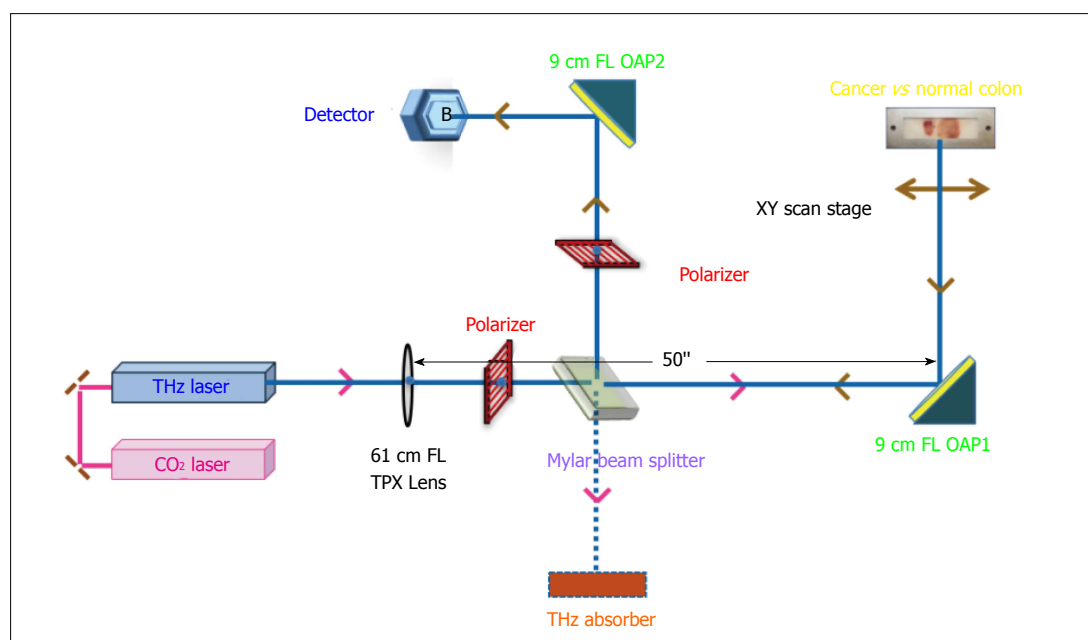 9 cm FL OAP2
Cancer vs normal colon
Detector
B
XY scan stage
Polarizer
Polarizer
50"
THz laser
CO₂ laser
61 cm FL
TPX Lens
Mylar beam splitter
9 cm FL OAP1
THz absorber